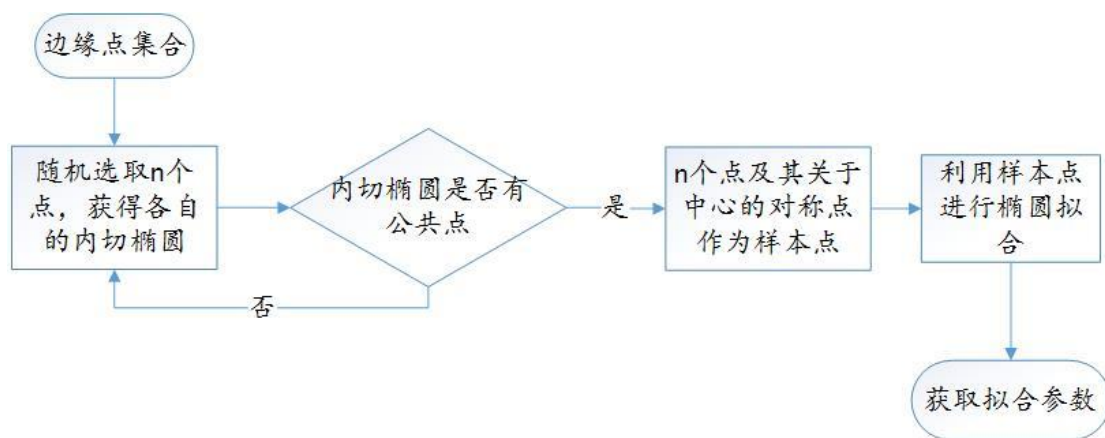 边缘点集合
随机选取n个
点，获得各自
的内切椭圆
内切椭圆是否有
公共点
是
否
n个点及其关于
中心的对称点
作为样本点
利用样本点
进行椭圆拟
合
获取拟合参数